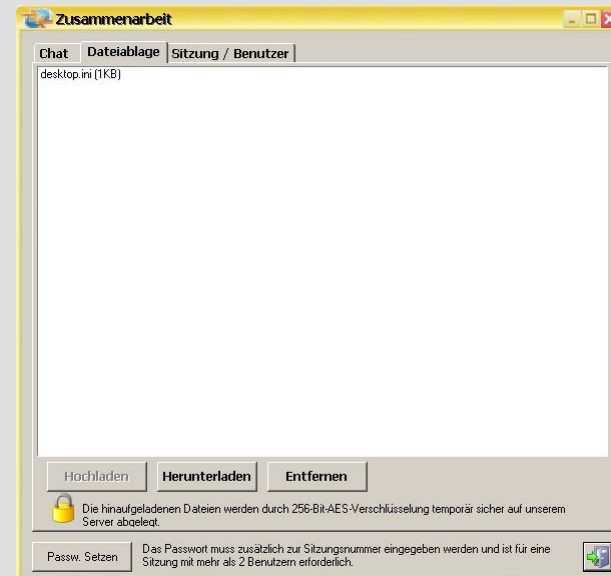 Zusammenarbeit
Chat Dateiablage Sitzung / Benutzer
desktop.ini (1KB)
Hochladen Herunterladen Entfernen
Die hinaufgeladenen Dateien werden durch 256-Bit-AES-Verschlüsselung temporär sicher auf unserem
Server abgelegt.
Passw. Setzen
Das Passwort muss zusätzlich zur Sitzungsnummer eingegeben werden und ist für eine
Sitzung mit mehr als 2 Benutzern erforderlich.